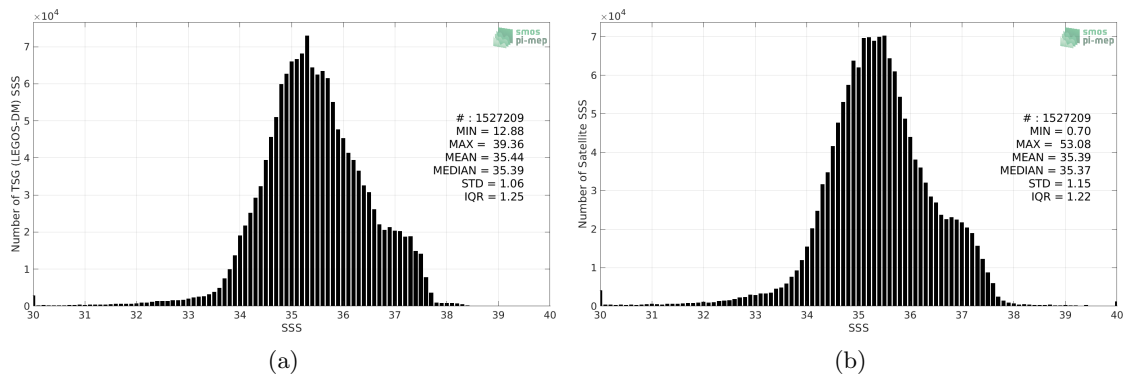 ×10⁴
smos
pi-mep
7
6
5
4
3
2
1
0
Number of TSG (LEGOS-DM) SSS
# : 1527209
MIN = 12.88
MAX = 39.36
MEAN = 35.44
MEDIAN = 35.39
STD = 1.06
IQR = 1.25
30 31 32 33 34 35 36 37 38 39 40
SSS
(a)
×10⁴
smos
pi-mep
7
6
5
4
3
2
1
0
Number of Satellite SSS
# : 1527209
MIN = 0.70
MAX = 53.08
MEAN = 35.39
MEDIAN = 35.37
STD = 1.15
IQR = 1.22
30 31 32 33 34 35 36 37 38 39 40
SSS
(b)